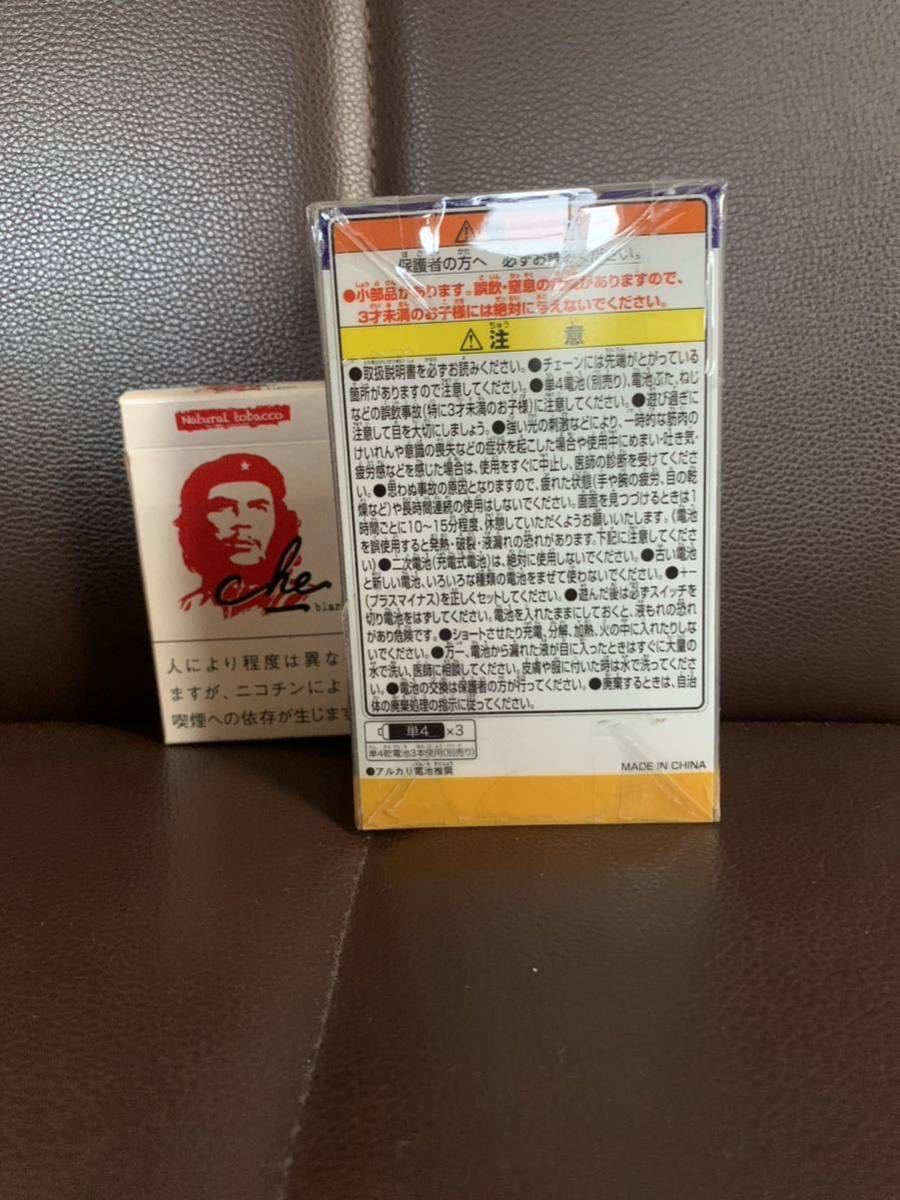 保護者の方へ 必ずお読みください。
●小部品があります。誤飲・窒息の危険がありますので、
3才未満のお子様には絶対に与えないでください。
⚠注 意
●取扱説明書を必ずお読みください。●チェーンには先端がとがっている
箇所がありますので注意してください。●単4電池(別売り)、電池ぶた、ねじ
などの誤飲事故(特に3才未満のお子様)に注意してください。●遊び過ぎに
注意して目を大切にしましょう。●強い光の刺激などにより、一時的な筋肉の
けいれんや意識の喪失などの症状を起こした場合や使用中にめまい・吐き気・
疲労感などを感じた場合は、使用をすぐに中止し、医師の診断を受けてくださ
い。●思わぬ事故の原因となりますので、疲れた状態(手や腕の疲労、目の乾
燥など)や長時間連続の使用はしないでください。画面を見つづけるときは1
時間ごとに10〜15分程度、休憩していただくようお願いいたします。〈電池
を誤使用すると発熱・破裂・液漏れの恐れがあります。下記に注意してくださ
い〉●二次電池(充電式電池)は、絶対に使用しないでください。●古い電池
と新しい電池、いろいろな種類の電池をまぜて使わないでください。●+−
(プラスマイナス)を正しくセットしてください。●遊んだ後は必ずスイッチを
切り電池をはずしてください。電池を入れたままにしておくと、液もれの恐れ
があり危険です。●ショートさせたり充電、分解、加熱、火の中に入れたりしな
いでください。●万一、電池から漏れた液が目に入ったときはすぐに大量の
水で洗い、医師に相談してください。皮膚や服に付いた時は水で洗ってくださ
い。●電池の交換は保護者の方が行ってください。●廃棄するときは、自治
体の廃棄処理の指示に従ってください。
単4 ×3
単4乾電池3本使用(別売り)
●アルカリ電池推奨
MADE IN CHINA
Natural tobacco
che
blan
人により程度は異な
ますが、ニコチンによ
喫煙への依存が生じます